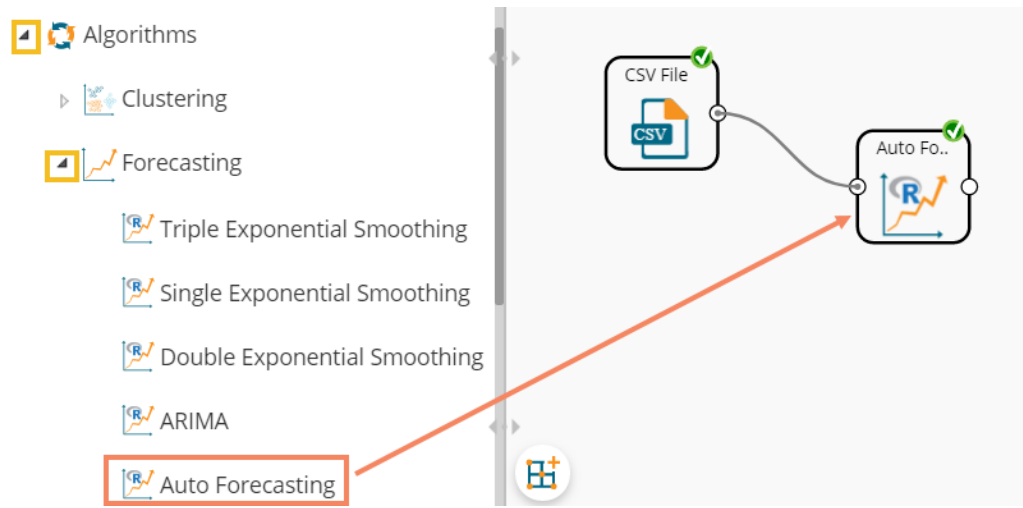 Algorithms
Clustering
Forecasting
R
Triple Exponential Smoothing
R
Single Exponential Smoothing
R
Double Exponential Smoothing
R
ARIMA
R
Auto Forecasting
CSV File
CSV
Auto Fo..
R